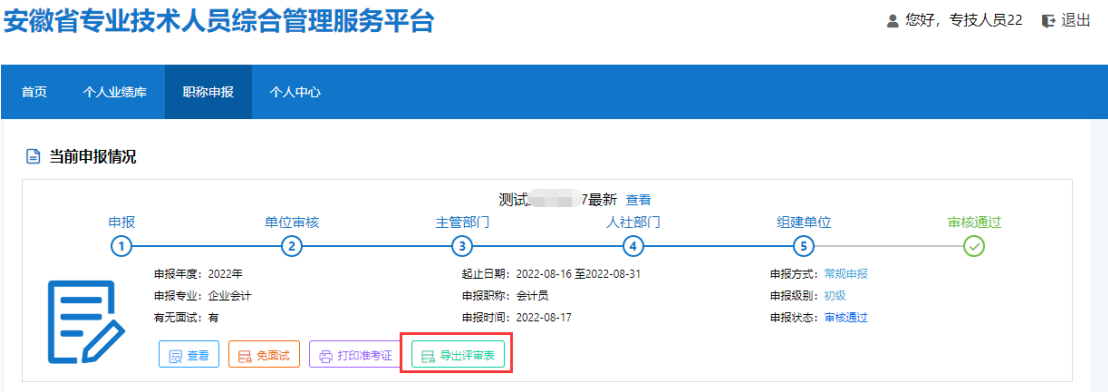 安徽省专业技术人员综合管理服务平台
您好，专技人员22 退出
首页 个人业绩库 职称申报 个人中心
当前申报情况
测试 7最新 查看
申报 单位审核 主管部门 人社部门 组建单位 审核通过
1 2 3 4 5
申报年度：2022年 起止日期：2022-08-16 至2022-08-31 申报方式：常规申报
申报专业：企业会计 申报职称：会计员 申报级别：初级
有无面试：有 申报时间：2022-08-17 申报状态：审核通过
查看 免面试 打印准考证 导出评审表